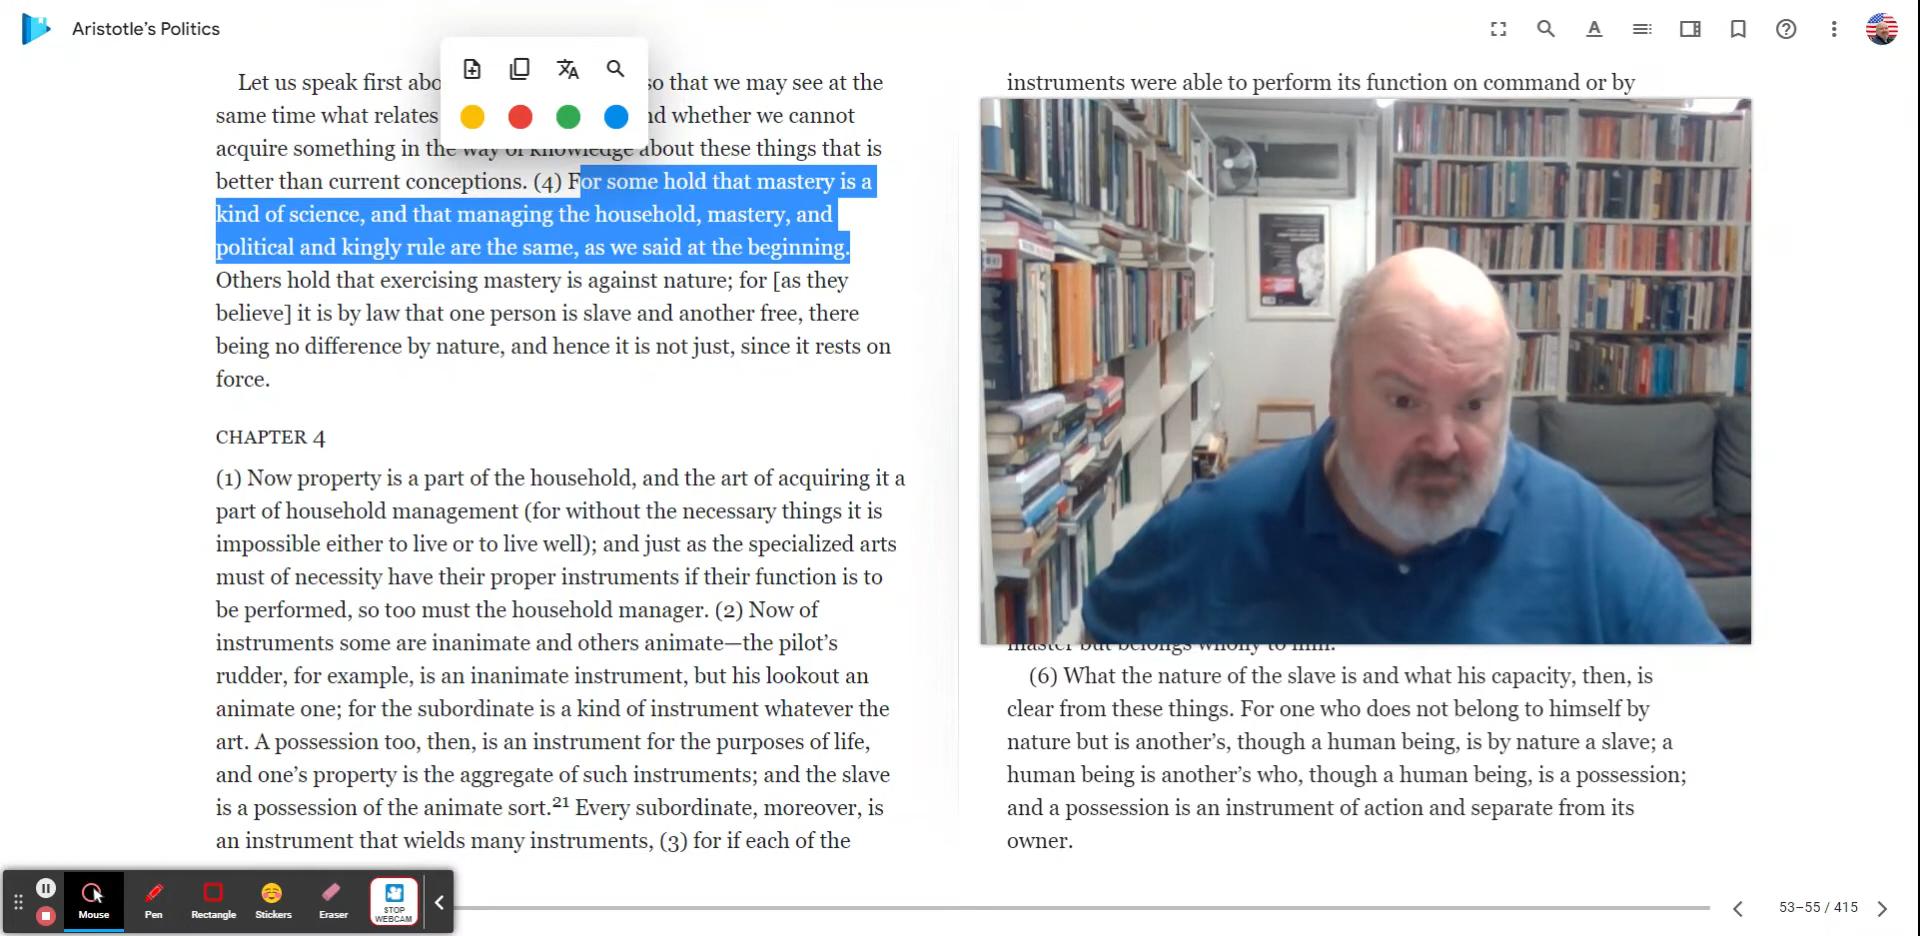 Aristotle’s Politics
Let us speak first abo so that we may see at the
same time what relates nd whether we cannot
acquire something in the way of knowledge about these things that is
better than current conceptions. (4) For some hold that mastery is a
kind of science, and that managing the household, mastery, and
political and kingly rule are the same, as we said at the beginning.
Others hold that exercising mastery is against nature; for [as they
believe] it is by law that one person is slave and another free, there
being no difference by nature, and hence it is not just, since it rests on
force.
CHAPTER 4
(1) Now property is a part of the household, and the art of acquiring it a
part of household management (for without the necessary things it is
impossible either to live or to live well); and just as the specialized arts
must of necessity have their proper instruments if their function is to
be performed, so too must the household manager. (2) Now of
instruments some are inanimate and others animate—the pilot’s
rudder, for example, is an inanimate instrument, but his lookout an
animate one; for the subordinate is a kind of instrument whatever the
art. A possession too, then, is an instrument for the purposes of life,
and one’s property is the aggregate of such instruments; and the slave
is a possession of the animate sort.21 Every subordinate, moreover, is
an instrument that wields many instruments, (3) for if each of the
instruments were able to perform its function on command or by
master but belongs wholly to him.
(6) What the nature of the slave is and what his capacity, then, is
clear from these things. For one who does not belong to himself by
nature but is another’s, though a human being, is by nature a slave; a
human being is another’s who, though a human being, is a possession;
and a possession is an instrument of action and separate from its
owner.
Mouse
Pen
Rectangle
Stickers
Eraser
STOP
WEBCAM
53–55 / 415